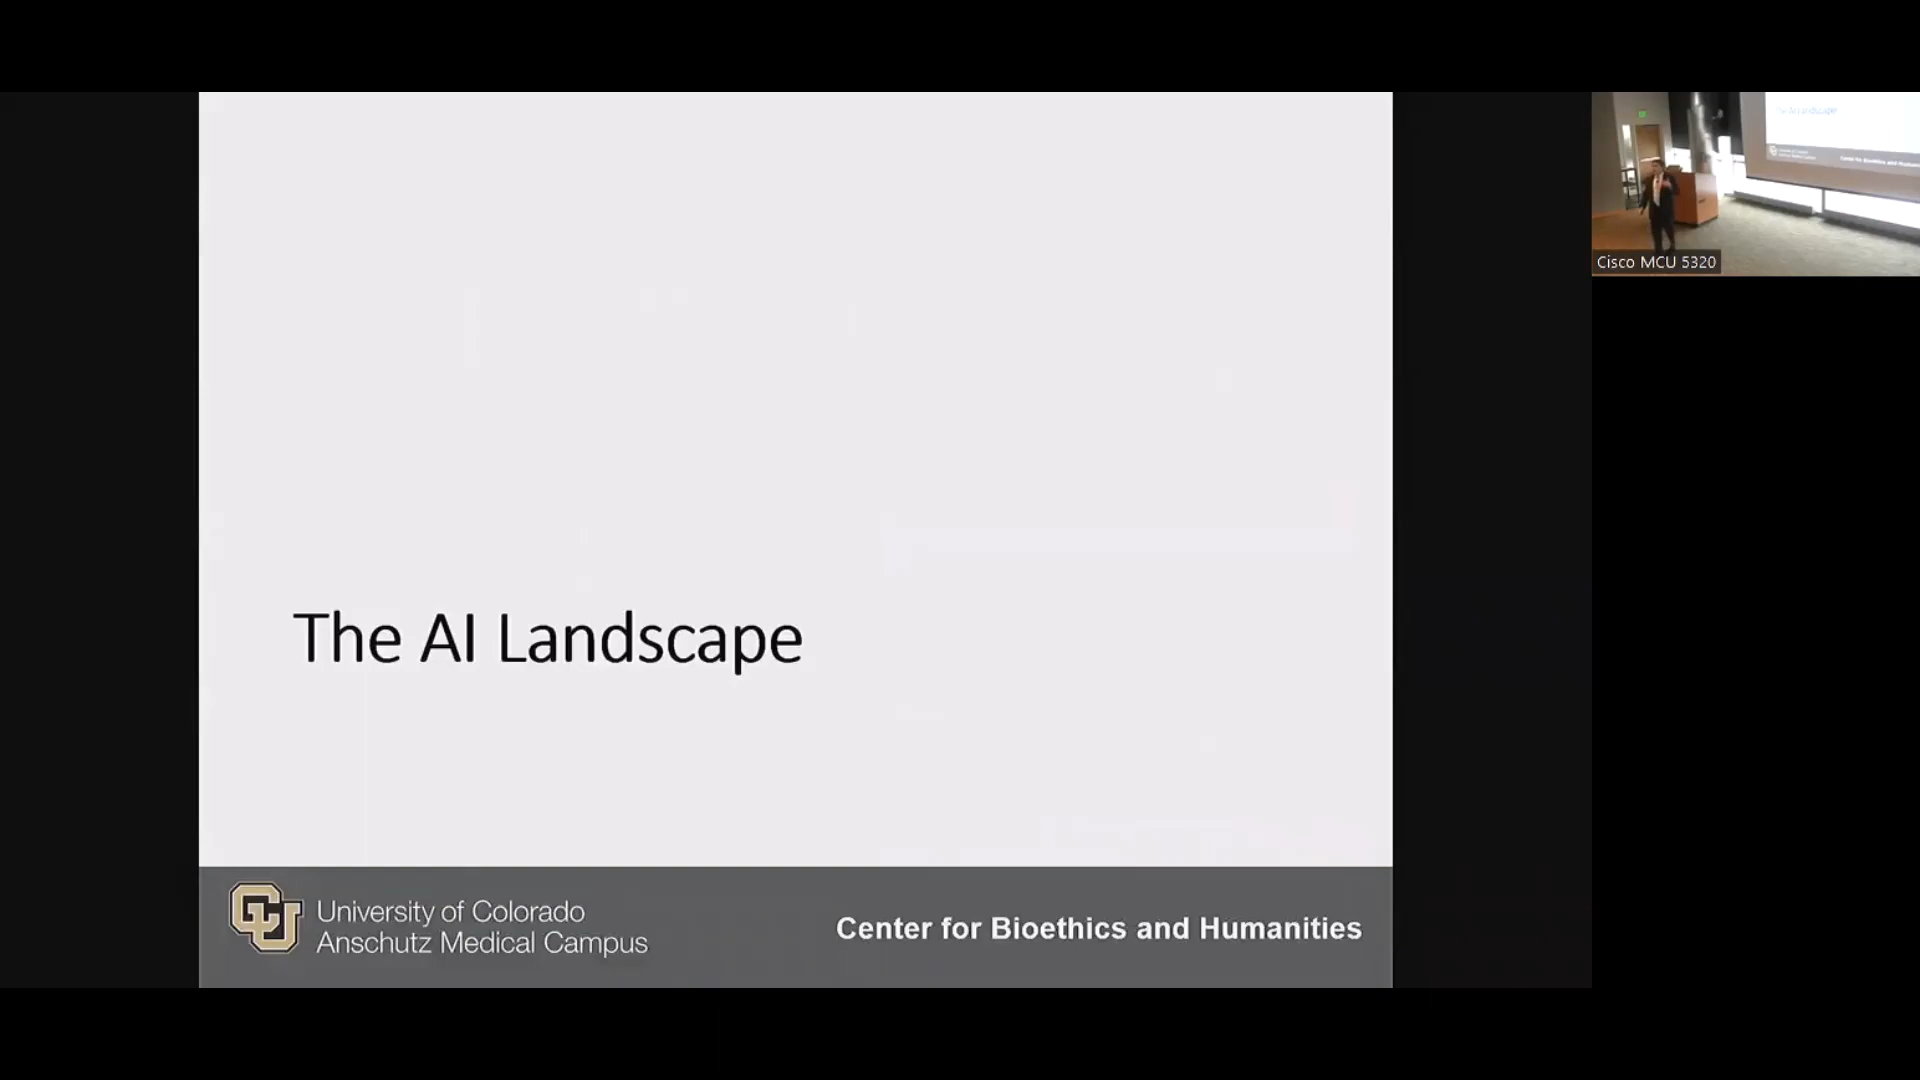 The AI Landscape
University of Colorado
Anschutz Medical Campus
Center for Bioethics and Humanities
Cisco MCU 5320